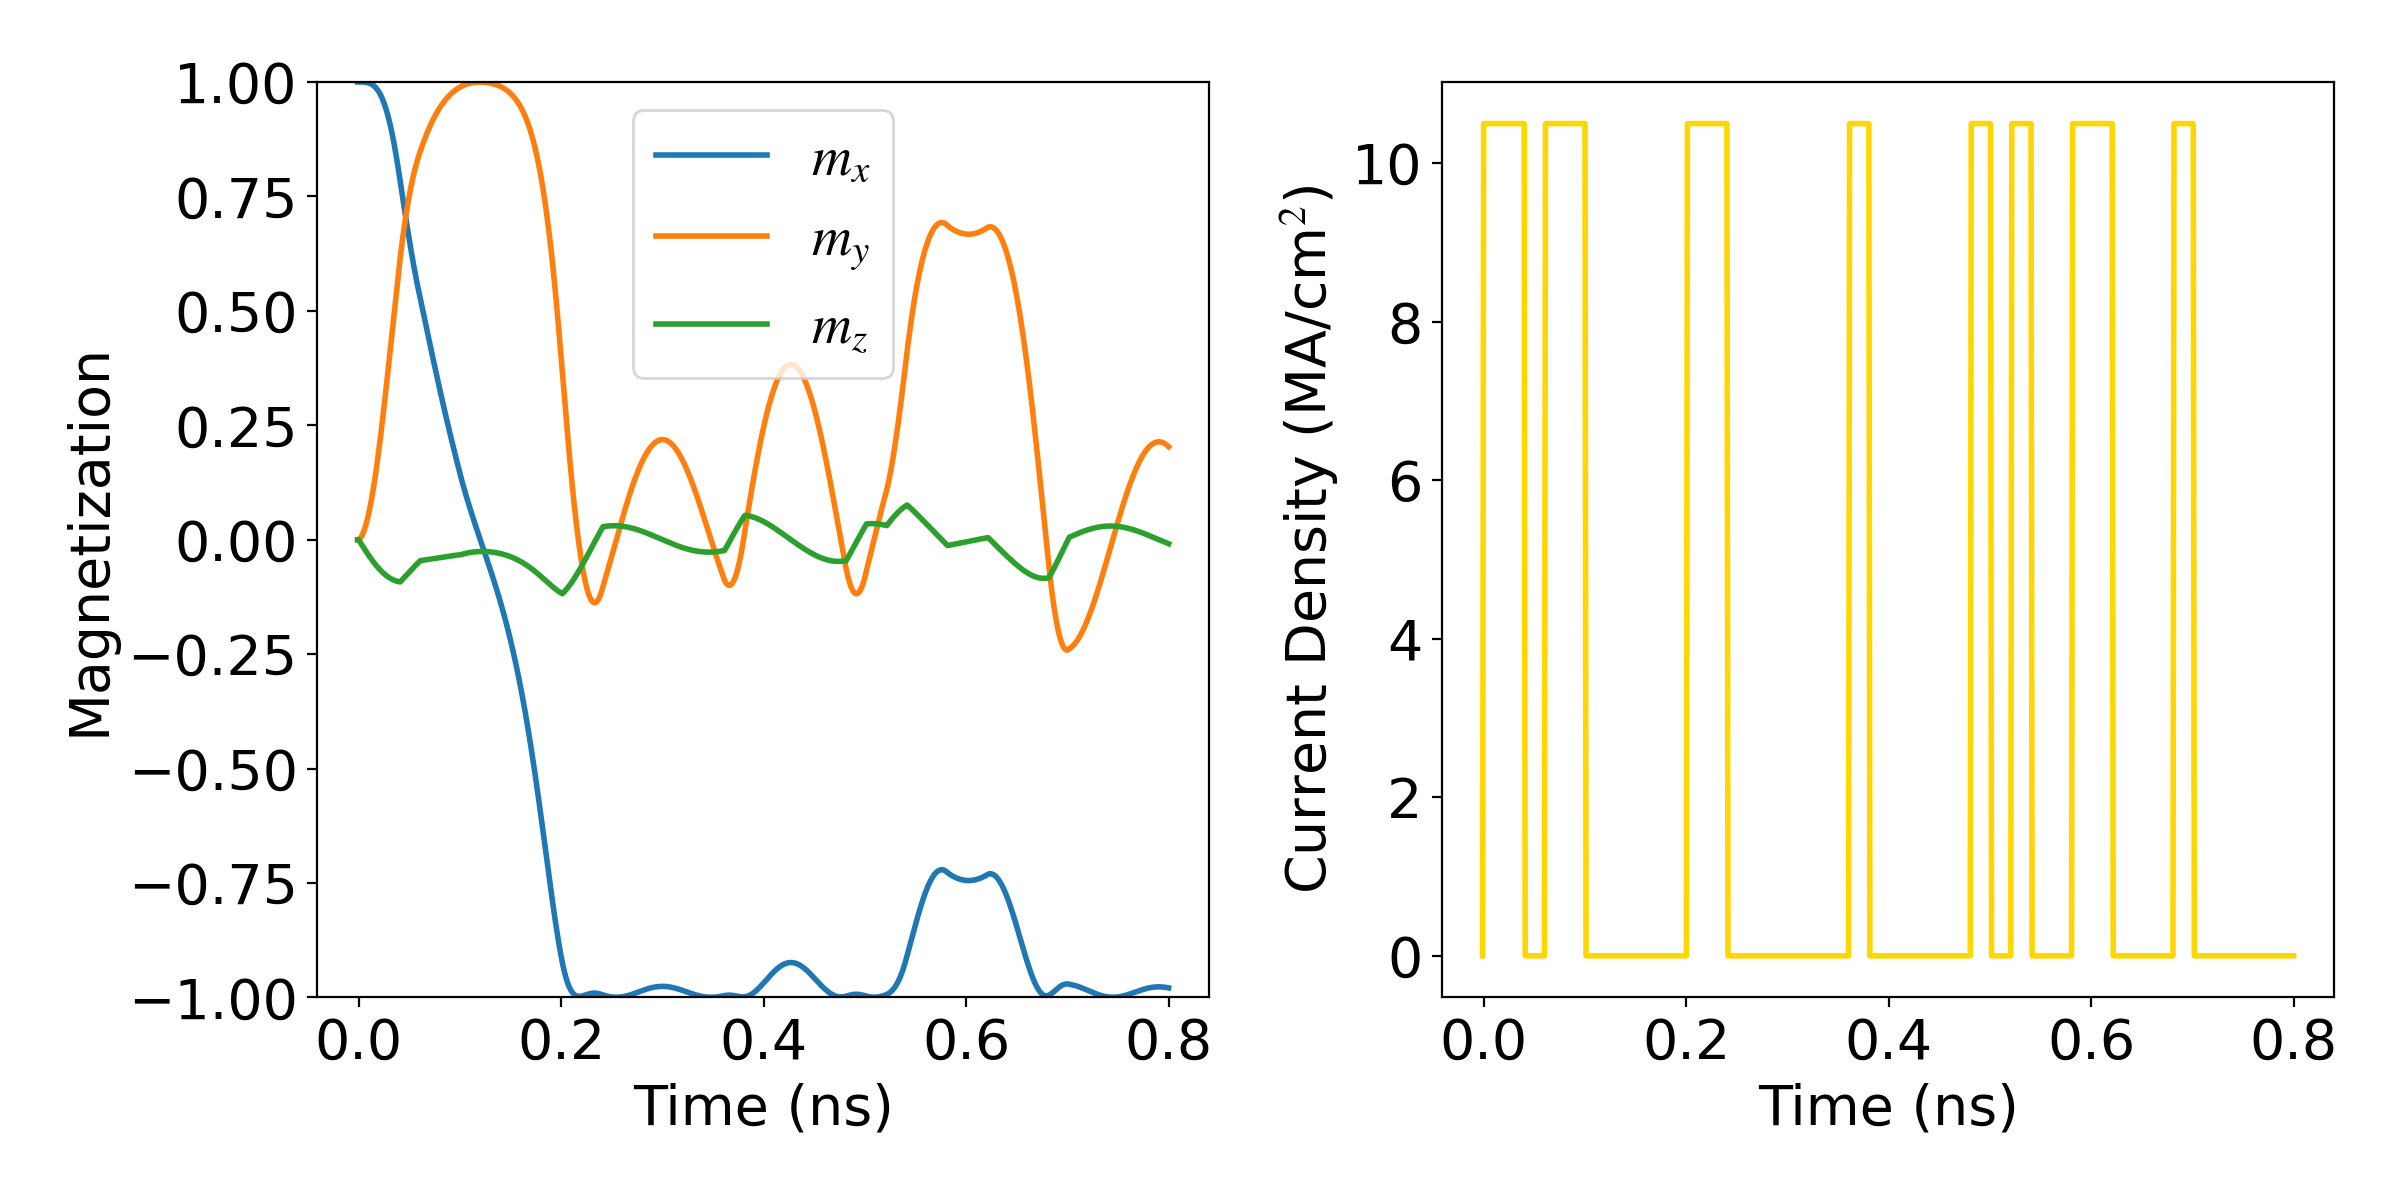 1.00
0.75
0.50
0.25
0.00
−0.25
−0.50
−0.75
−1.00
Magnetization
0.0 0.2 0.4 0.6 0.8
Time (ns)
m_x
m_y
m_z
10
8
6
4
2
0
Current Density (MA/cm²)
0.0 0.2 0.4 0.6 0.8
Time (ns)